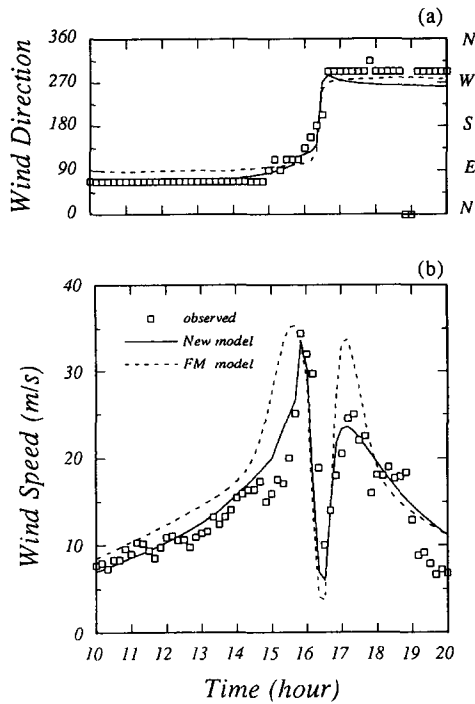 (a)
360
270
180
90
0
Wind Direction
N
W
S
E
N
(b)
40
30
20
10
0
Wind Speed (m/s)
observed
New model
FM model
10 11 12 13 14 15 16 17 18 19 20
Time (hour)